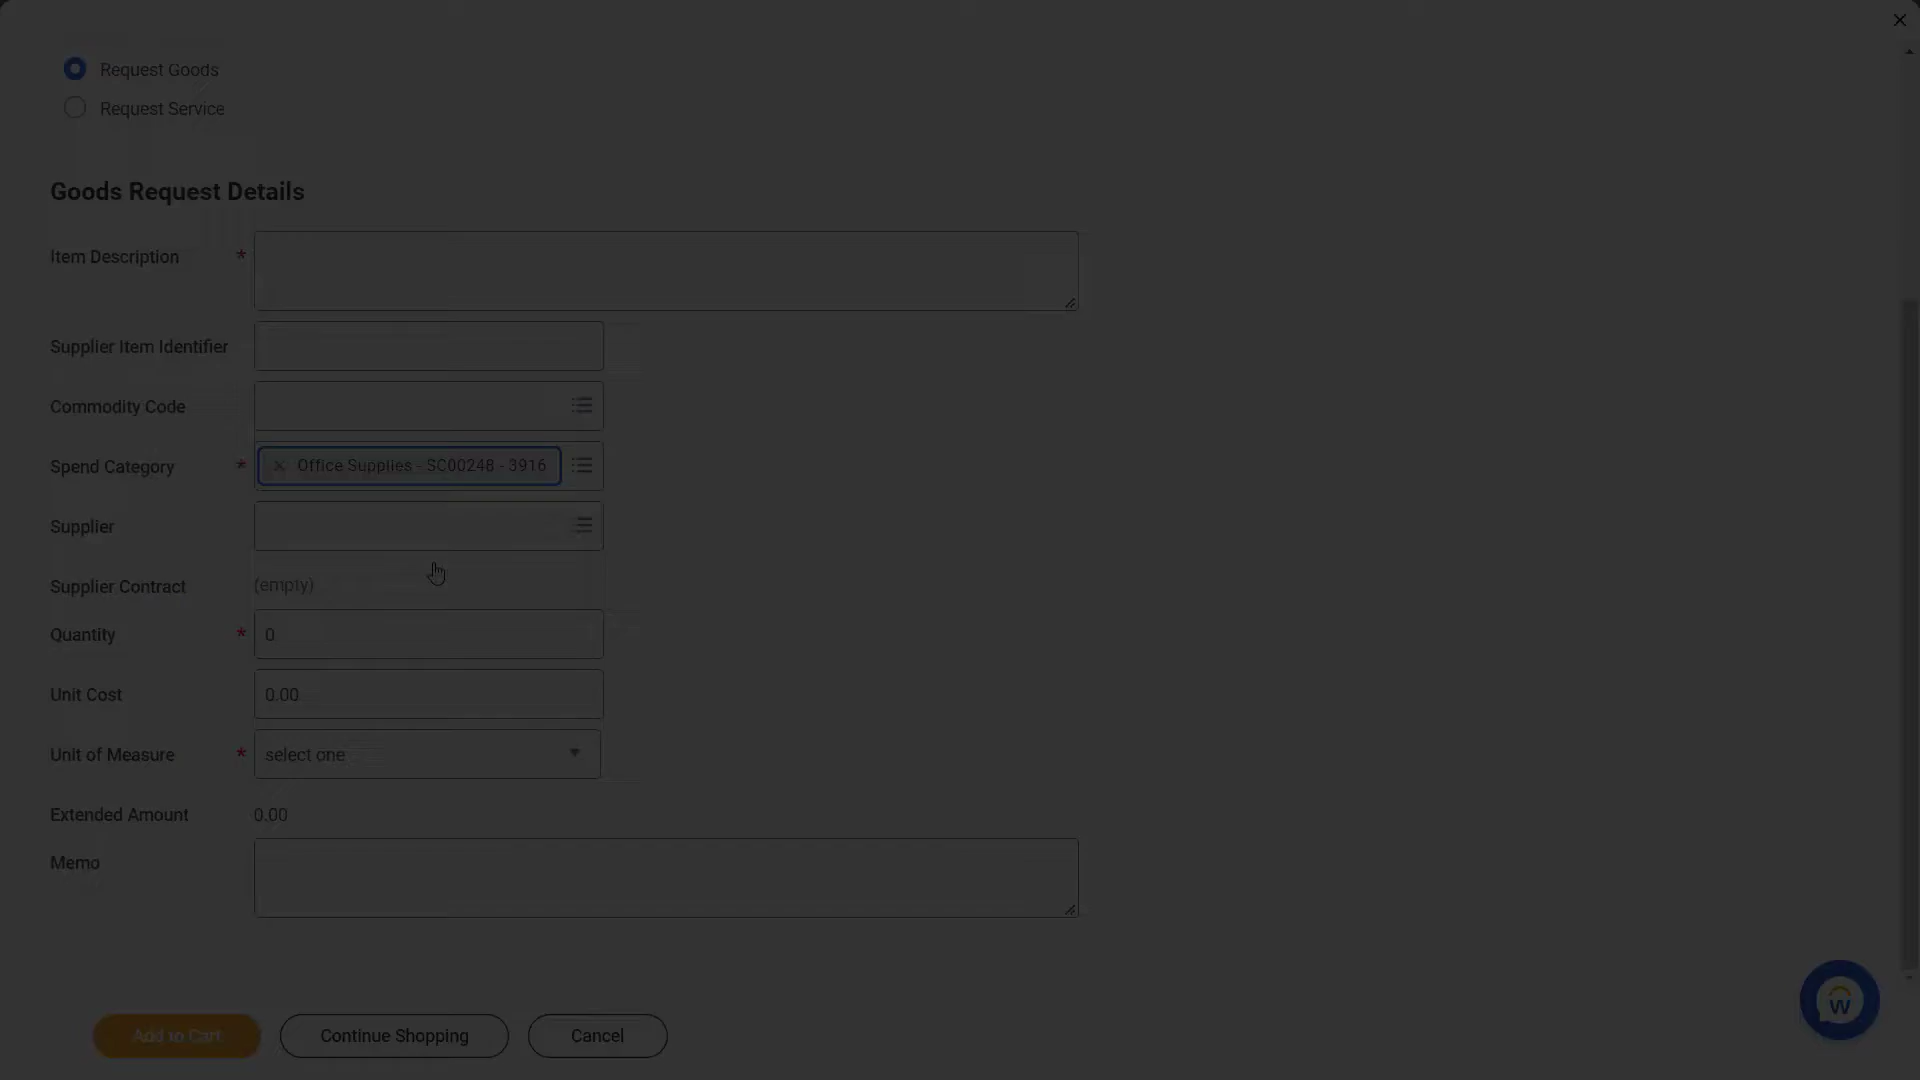 Request Goods
Request Service
Goods Request Details
Item Description *
Supplier Item Identifier
Commodity Code
Spend Category * × Office Supplies - SC00248 - 3916
Supplier
Supplier Contract (empty)
Quantity * 0
Unit Cost 0.00
Unit of Measure * select one
Extended Amount 0.00
Memo
Add to Cart Continue Shopping Cancel
W